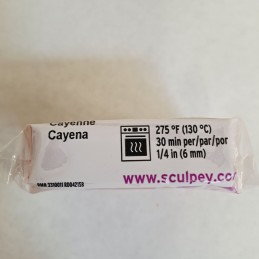 Cayenne
Cayena
275 °F (130 °C)
30 min per/par/por
1/4 in (6 mm)
www.sculpey.co